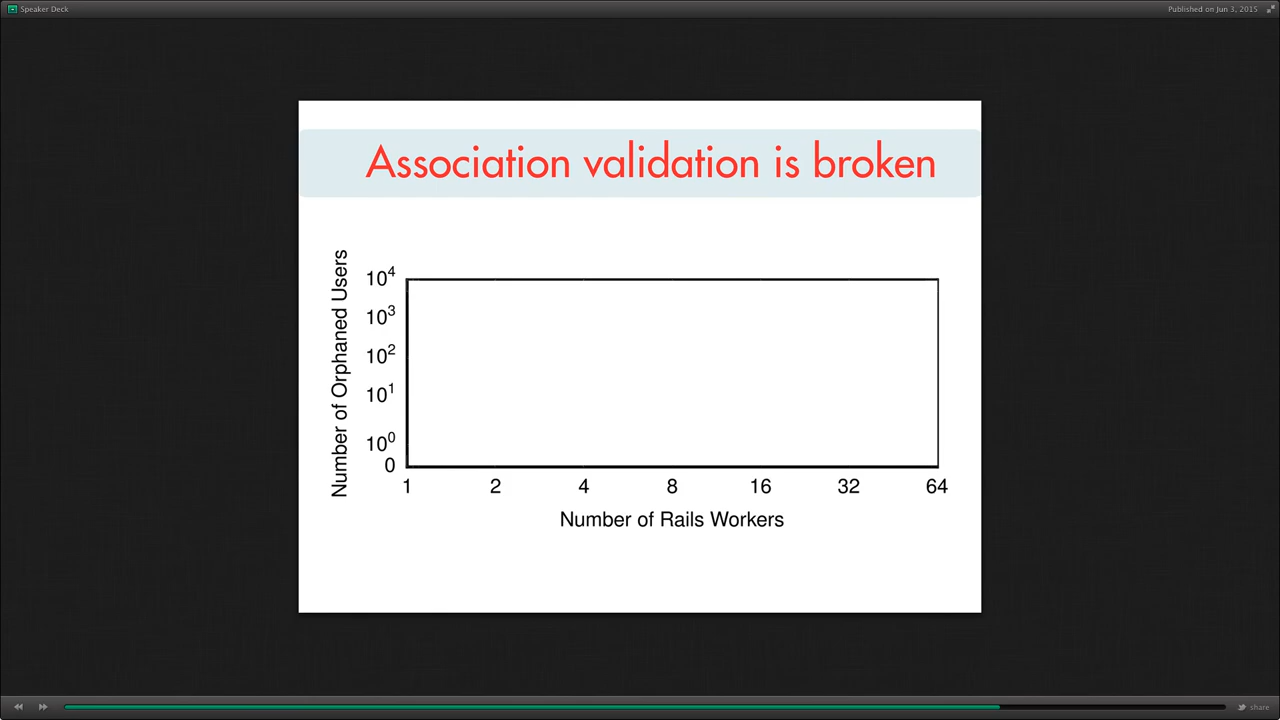 Speaker Deck
Published on Jun 3, 2015
Association validation is broken
Number of Orphaned Users
10⁴
10³
10²
10¹
10⁰
0
1 2 4 8 16 32 64
Number of Rails Workers
share